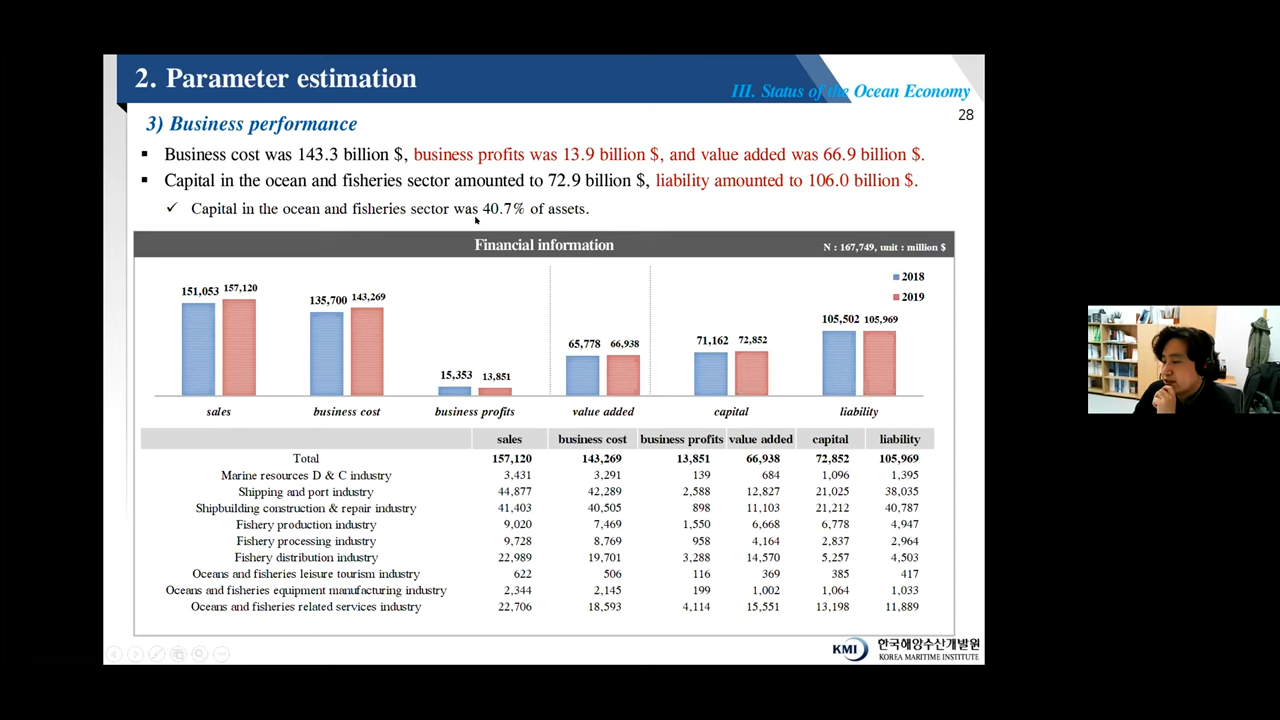 2. Parameter estimation
III. Status of the Ocean Economy
28
3) Business performance
▪ Business cost was 143.3 billion $, business profits was 13.9 billion $, and value added was 66.9 billion $.
▪ Capital in the ocean and fisheries sector amounted to 72.9 billion $, liability amounted to 106.0 billion $.
✓ Capital in the ocean and fisheries sector was 40.7% of assets.
Financial information
N : 167,749, unit : million $
2018
2019
151,053 157,120
135,700 143,269
15,353 13,851
65,778 66,938
71,162 72,852
105,502 105,969
sales business cost business profits value added capital liability
sales business cost business profits value added capital liability
Total 157,120 143,269 13,851 66,938 72,852 105,969
Marine resources D & C industry 3,431 3,291 139 684 1,096 1,395
Shipping and port industry 44,877 42,289 2,588 12,827 21,025 38,035
Shipbuilding construction & repair industry 41,403 40,505 898 11,103 21,212 40,787
Fishery production industry 9,020 7,469 1,550 6,668 6,778 4,947
Fishery processing industry 9,728 8,769 958 4,164 2,837 2,964
Fishery distribution industry 22,989 19,701 3,288 14,570 5,257 4,503
Oceans and fisheries leisure tourism industry 622 506 116 369 385 417
Oceans and fisheries equipment manufacturing industry 2,344 2,145 199 1,002 1,064 1,033
Oceans and fisheries related services industry 22,706 18,593 4,114 15,551 13,198 11,889
KMI 한국해양수산개발원
KOREA MARITIME INSTITUTE